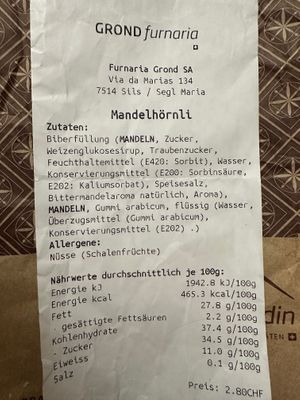 GROND furnaria
Furnaria Grond SA
Via da Marias 134
7514 Sils / Segl Maria
Mandelhörnli
Zutaten:
Biberfüllung (MANDELN, Zucker,
Weizenglukosesirup, Traubenzucker,
Feuchthaltemittel (E420: Sorbit), Wasser,
Konservierungsmittel (E200: Sorbinsäure,
E202: Kaliumsorbat), Speisesalz,
Bittermandelaroma natürlich, Aroma),
MANDELN, Gummi arabicum, flüssig (Wasser,
Überzugsmittel (Gummi arabicum),
Konservierungsmittel (E202) .)
Allergene:
Nüsse (Schalenfrüchte)
Nährwerte durchschnittlich je 100g:
Energie kJ 1942.8 kJ/100g
Energie kcal 465.3 kcal/100g
Fett 27.8 g/100g
. gesättigte Fettsäuren 2.2 g/100g
Kohlenhydrate 37.4 g/100g
. Zucker 34.5 g/100g
Eiweiss 11.0 g/100g
Salz 0.1 g/100g
Preis: 2.80CHF